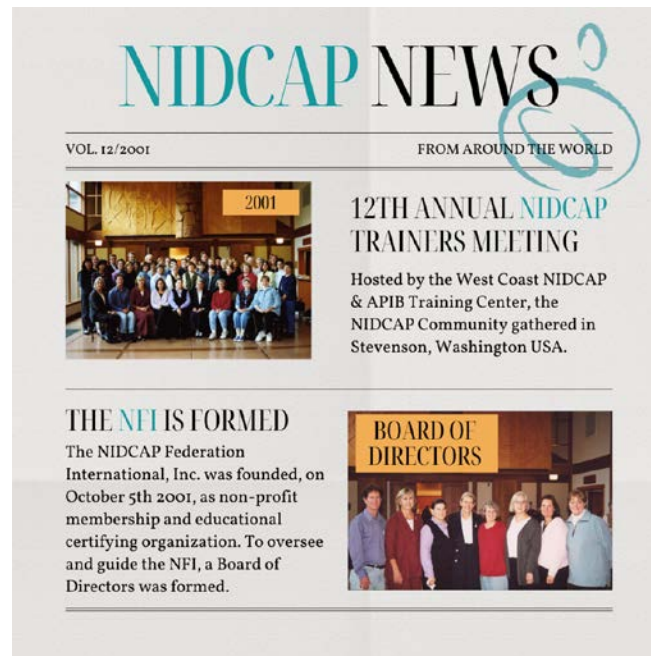 NIDCAP NEWS
VOL. 12/2001
FROM AROUND THE WORLD
2001
12TH ANNUAL NIDCAP
TRAINERS MEETING
Hosted by the West Coast NIDCAP
& APIB Training Center, the
NIDCAP Community gathered in
Stevenson, Washington USA.
THE NFI IS FORMED
The NIDCAP Federation
International, Inc. was founded, on
October 5th 2001, as non-profit
membership and educational
certifying organization. To oversee
and guide the NFI, a Board of
Directors was formed.
BOARD OF
DIRECTORS